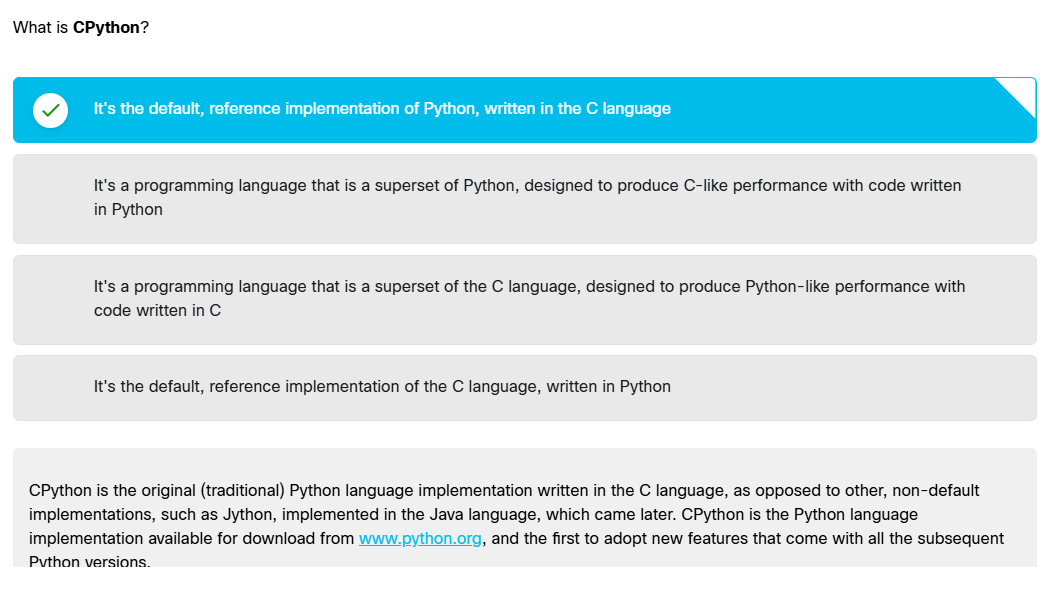 What is CPython?
It's the default, reference implementation of Python, written in the C language
It's a programming language that is a superset of Python, designed to produce C-like performance with code written
in Python
It's a programming language that is a superset of the C language, designed to produce Python-like performance with
code written in C
It's the default, reference implementation of the C language, written in Python
CPython is the original (traditional) Python language implementation written in the C language, as opposed to other, non-default
implementations, such as Jython, implemented in the Java language, which came later. CPython is the Python language
implementation available for download from www.python.org, and the first to adopt new features that come with all the subsequent
Python versions.